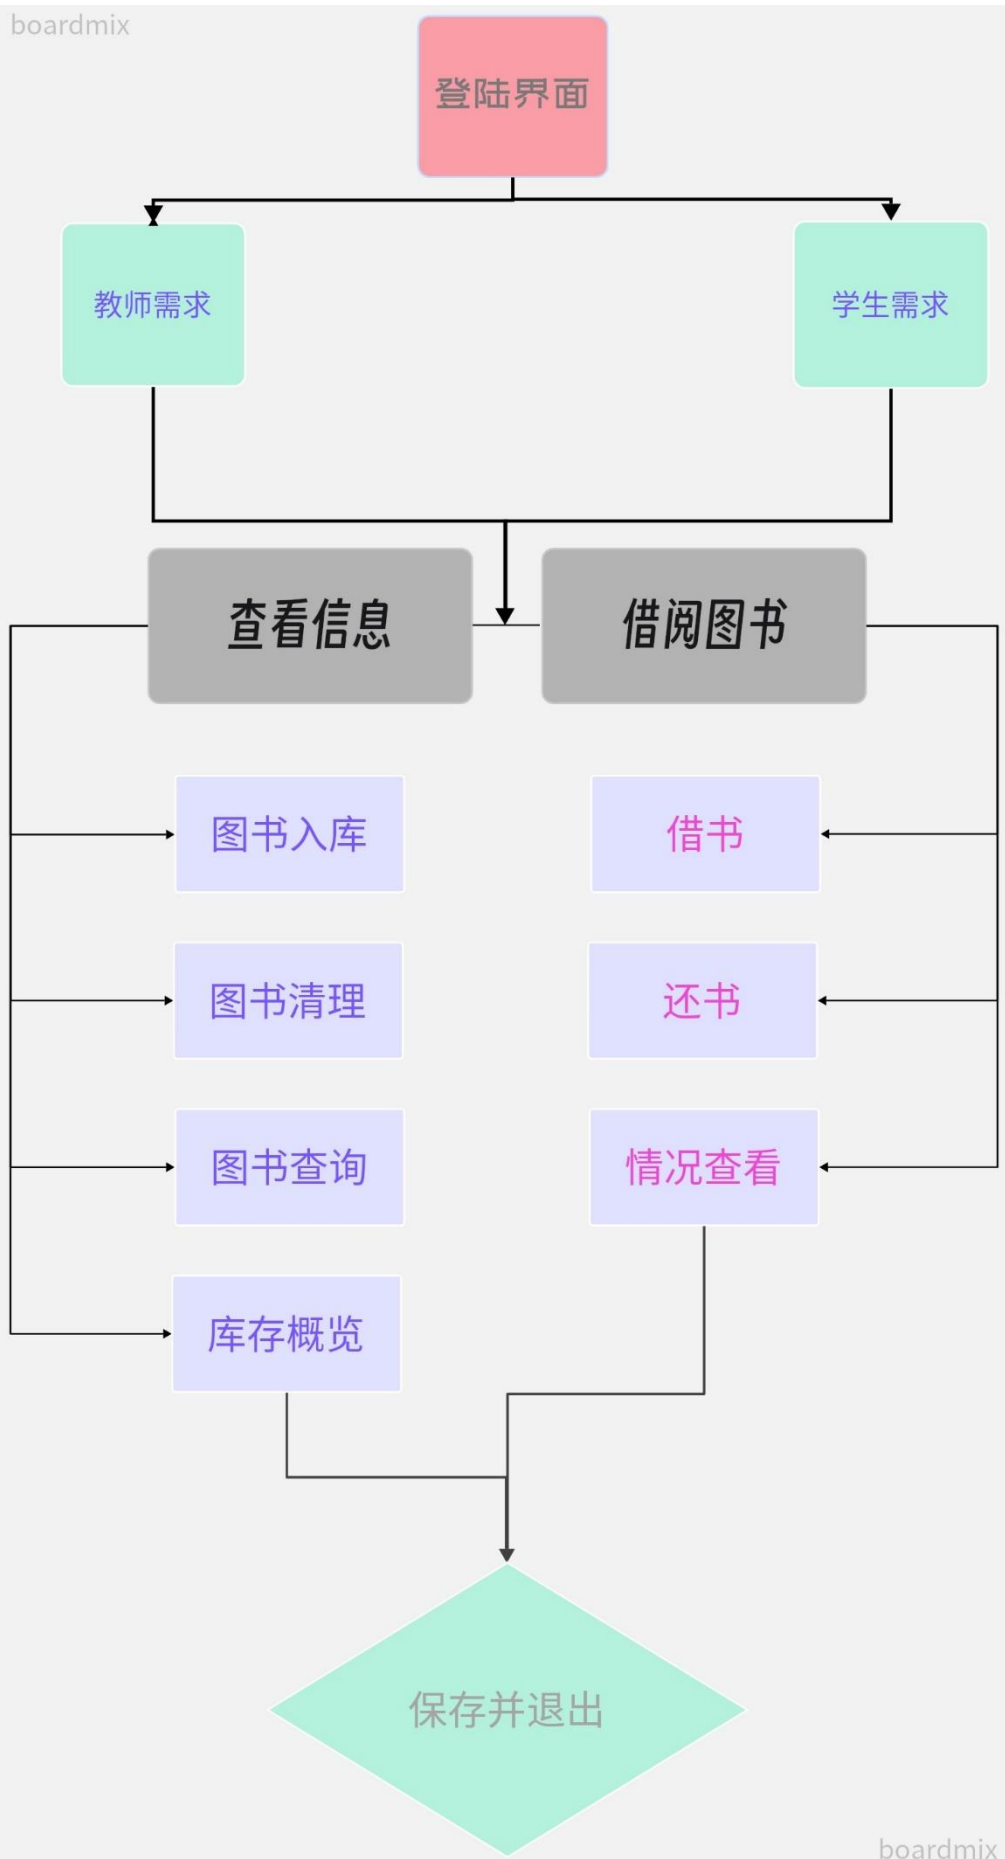 boardmix
登陆界面
教师需求
学生需求
查看信息
借阅图书
图书入库
借书
图书清理
还书
图书查询
情况查看
库存概览
保存并退出
boardmix